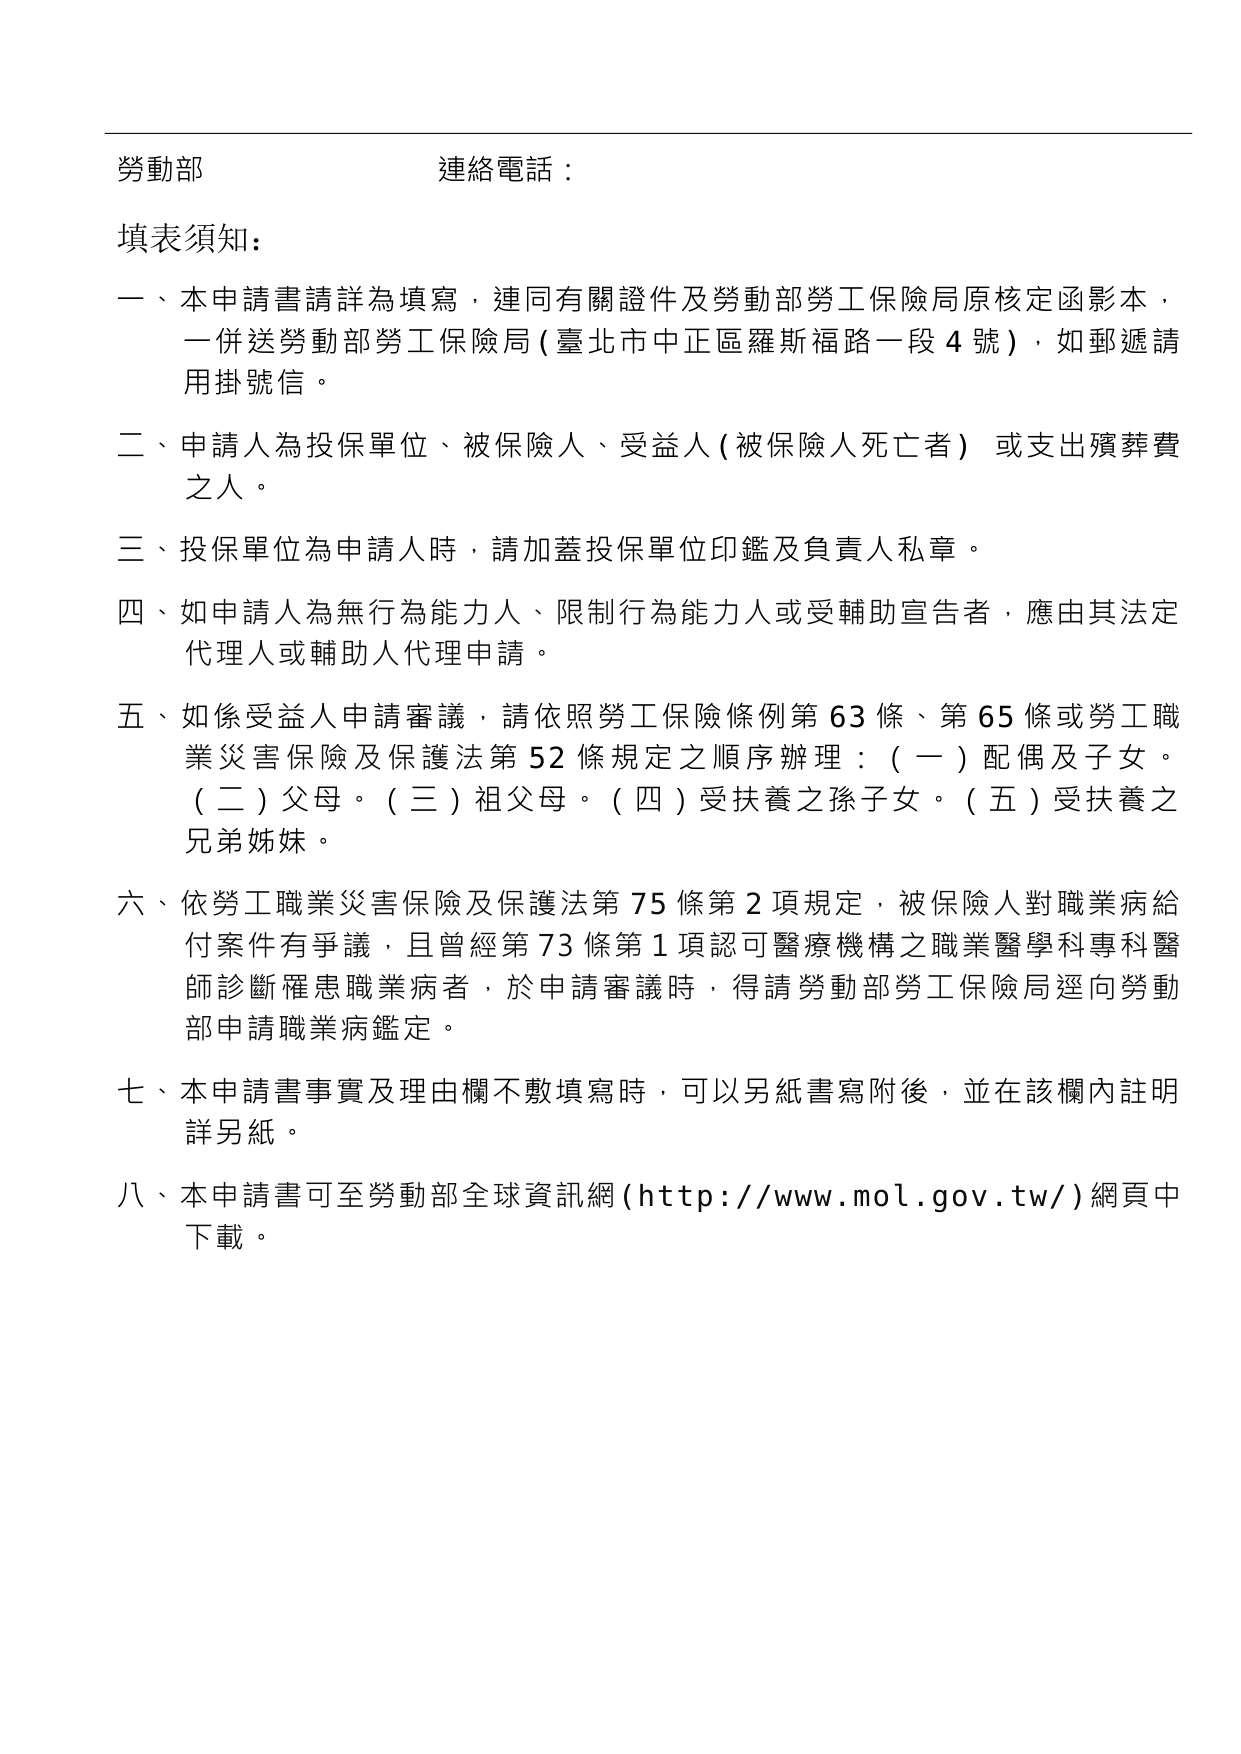 勞動部 連絡電話：
填表須知：
一、本申請書請詳為填寫，連同有關證件及勞動部勞工保險局原核定函影本，
一併送勞動部勞工保險局(臺北市中正區羅斯福路一段 4 號)，如郵遞請
用掛號信。
二、申請人為投保單位、被保險人、受益人(被保險人死亡者) 或支出殯葬費
之人。
三、投保單位為申請人時，請加蓋投保單位印鑑及負責人私章。
四、如申請人為無行為能力人、限制行為能力人或受輔助宣告者，應由其法定
代理人或輔助人代理申請。
五、如係受益人申請審議，請依照勞工保險條例第 63 條、第 65 條或勞工職
業災害保險及保護法第 52 條規定之順序辦理：(一)配偶及子女。
(二)父母。(三)祖父母。(四)受扶養之孫子女。(五)受扶養之
兄弟姊妹。
六、依勞工職業災害保險及保護法第 75 條第 2 項規定，被保險人對職業病給
付案件有爭議，且曾經第 73 條第 1 項認可醫療機構之職業醫學科專科醫
師診斷罹患職業病者，於申請審議時，得請勞動部勞工保險局逕向勞動
部申請職業病鑑定。
七、本申請書事實及理由欄不敷填寫時，可以另紙書寫附後，並在該欄內註明
詳另紙。
八、本申請書可至勞動部全球資訊網(http://www.mol.gov.tw/)網頁中
下載。